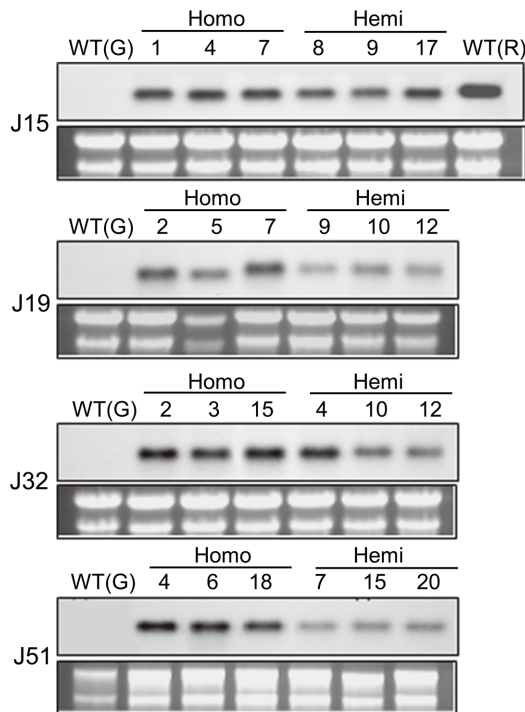 Homo Hemi
WT(G) 1 4 7 8 9 17 WT(R)
J15
Homo Hemi
WT(G) 2 5 7 9 10 12
J19
Homo Hemi
WT(G) 2 3 15 4 10 12
J32
Homo Hemi
WT(G) 4 6 18 7 15 20
J51